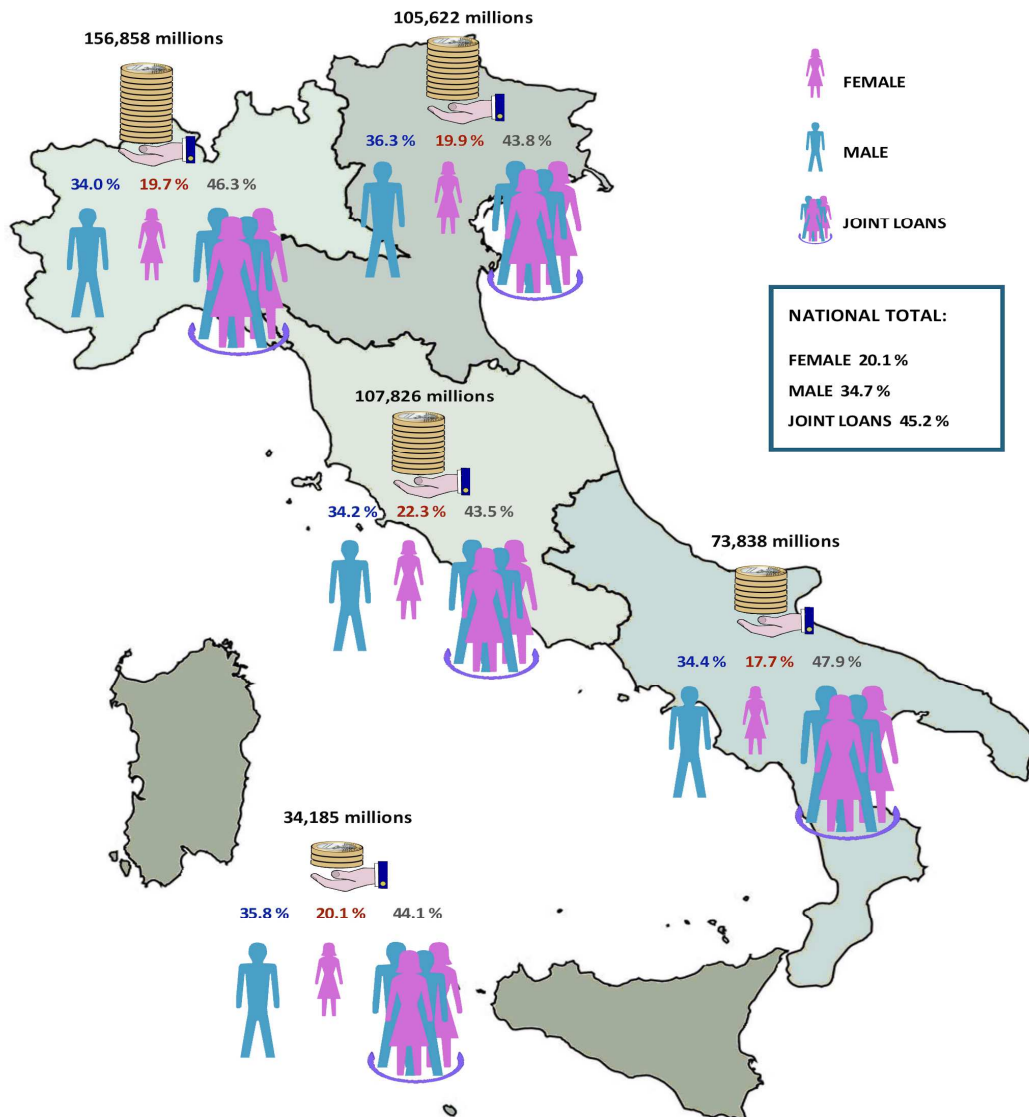 156,858 millions
34.0 % 19.7 % 46.3 %
105,622 millions
36.3 % 19.9 % 43.8 %
FEMALE
MALE
JOINT LOANS
NATIONAL TOTAL:
FEMALE 20.1 %
MALE 34.7 %
JOINT LOANS 45.2 %
107,826 millions
34.2 % 22.3 % 43.5 %
73,838 millions
34.4 % 17.7 % 47.9 %
34,185 millions
35.8 % 20.1 % 44.1 %